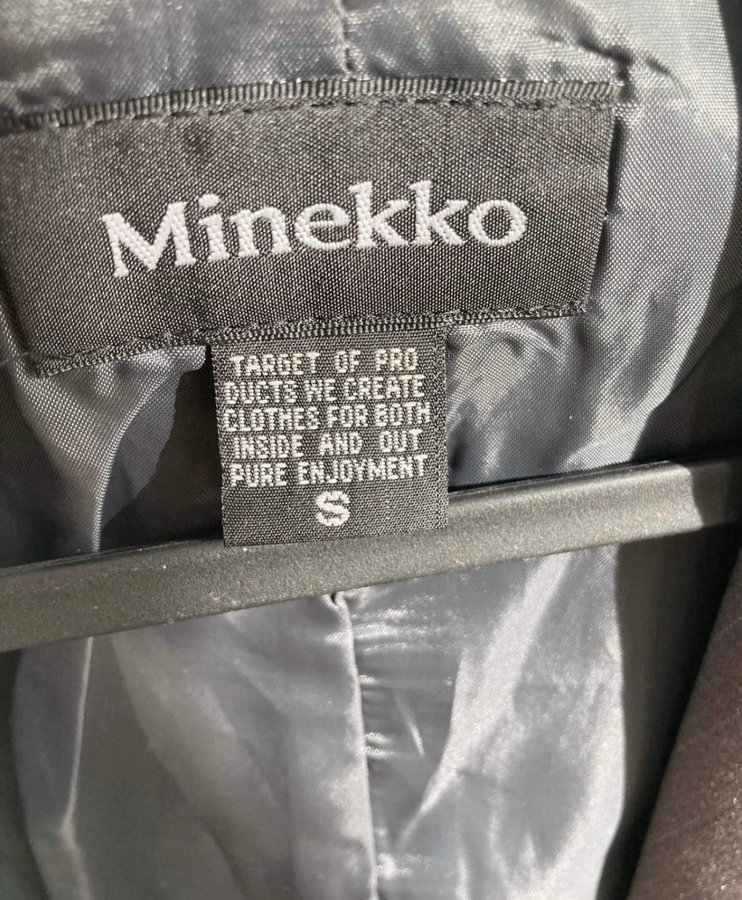 Minekko
TARGET OF PRO
DUCTS WE CREATE
CLOTHES FOR BOTH
INSIDE AND OUT
PURE ENJOYMENT
S